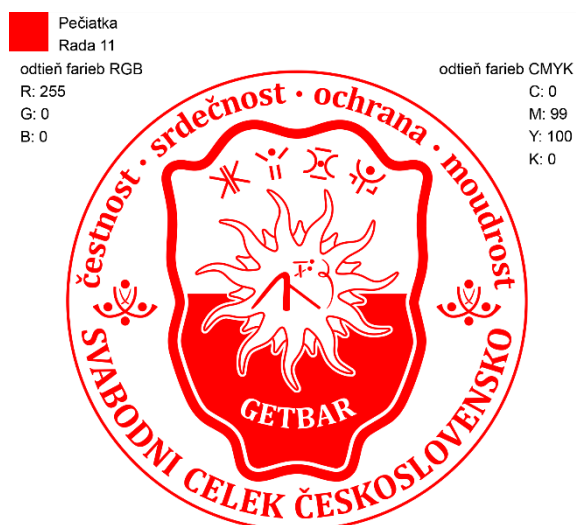 Pečiatka
Rada 11
odtieň farieb RGB
R: 255
G: 0
B: 0
odtieň farieb CMYK
C: 0
M: 99
Y: 100
K: 0
čestnost · srdečnost · ochrana · moudrost
GETBAR
SVABODNI CELEK ČESKOSLOVENSKO